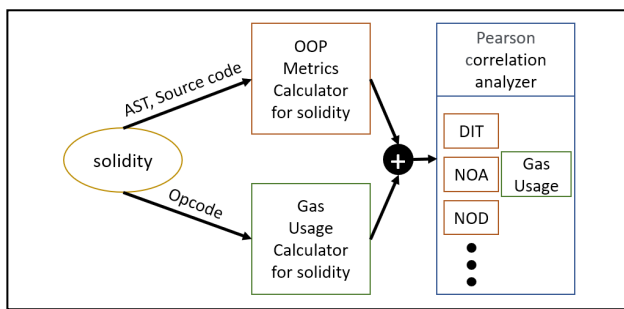 solidity
AST, Source code
Opcode
OOP
Metrics
Calculator
for solidity
Gas
Usage
Calculator
for solidity
+
Pearson
correlation
analyzer
DIT
NOA
NOD
Gas
Usage